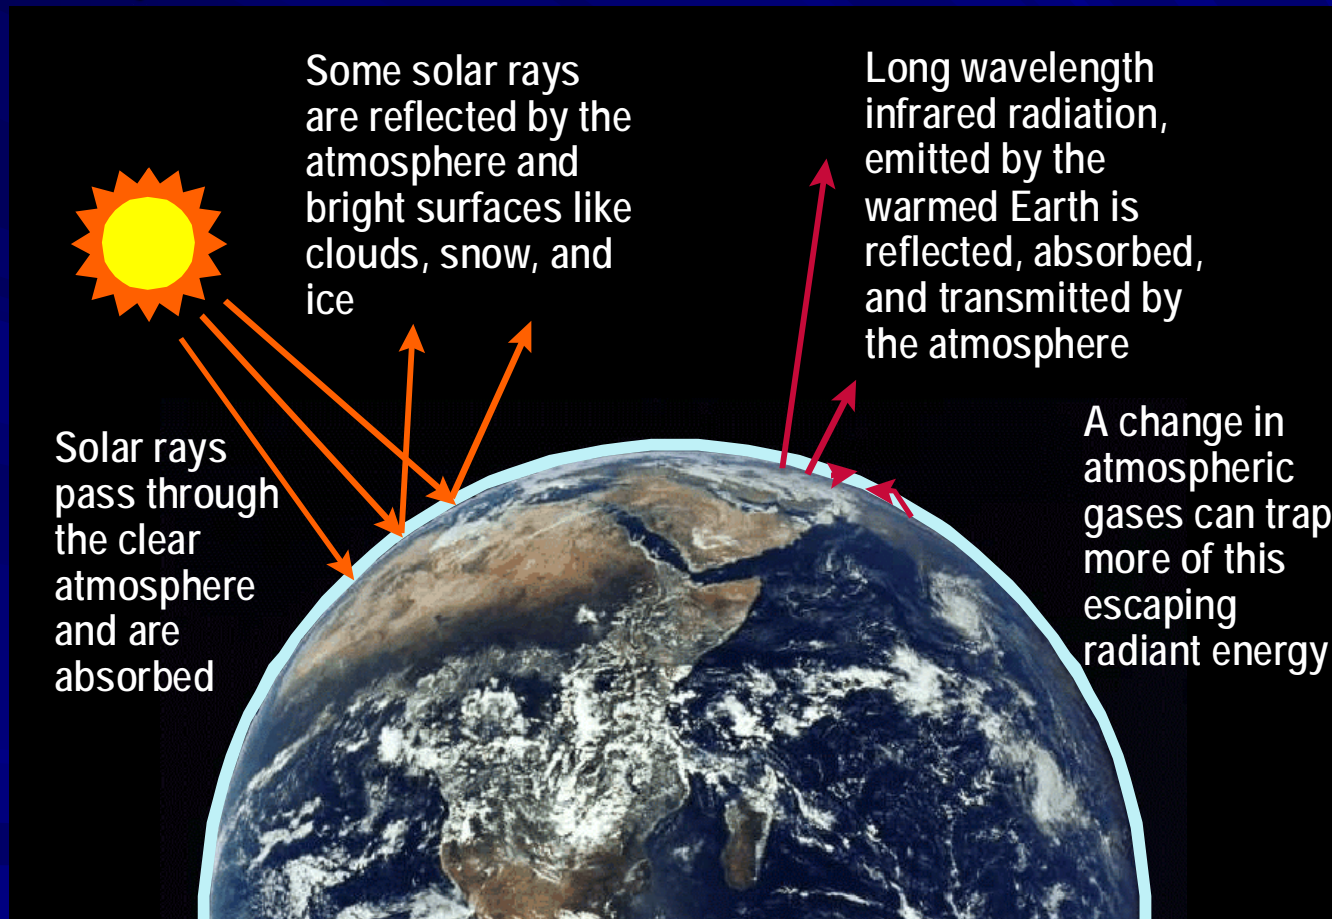 Some solar rays
are reflected by the
atmosphere and
bright surfaces like
clouds, snow, and
ice
Long wavelength
infrared radiation,
emitted by the
warmed Earth is
reflected, absorbed,
and transmitted by
the atmosphere
Solar rays
pass through
the clear
atmosphere
and are
absorbed
A change in
atmospheric
gases can trap
more of this
escaping
radiant energy